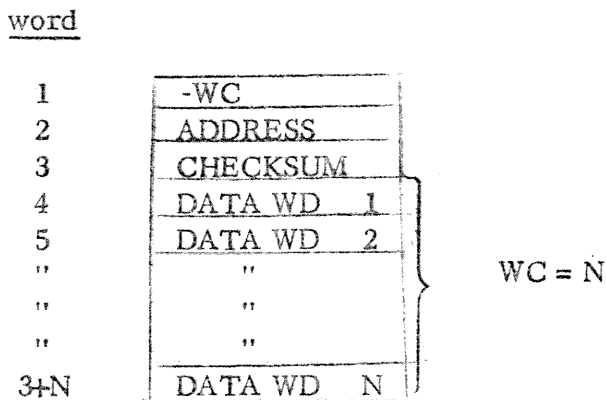 word
1 -WC
2 ADDRESS
3 CHECKSUM
4 DATA WD 1
5 DATA WD 2
" "
" "
" "
3+N DATA WD N
WC = N